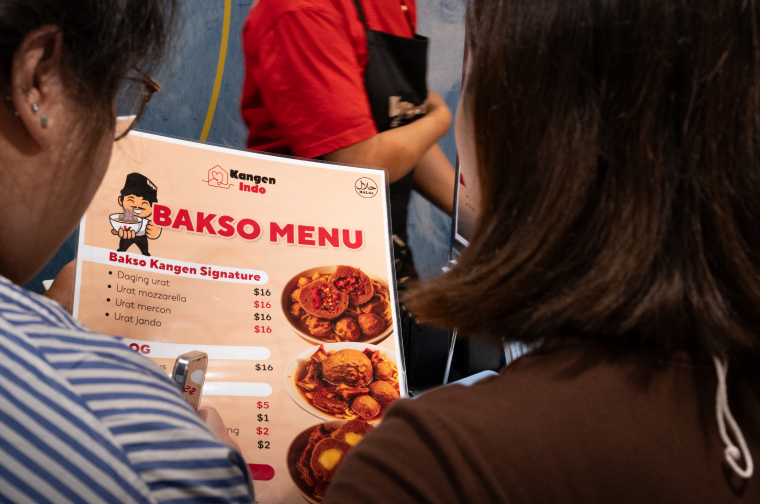 Kangen
Indo
حلال
HALAL
BAKSO MENU
Bakso Kangen Signature
• Daging urat $16
• Urat mozzarella $16
• Urat mercon $16
• Urat jando $16
OG
$16
$5
$1
$2
$2